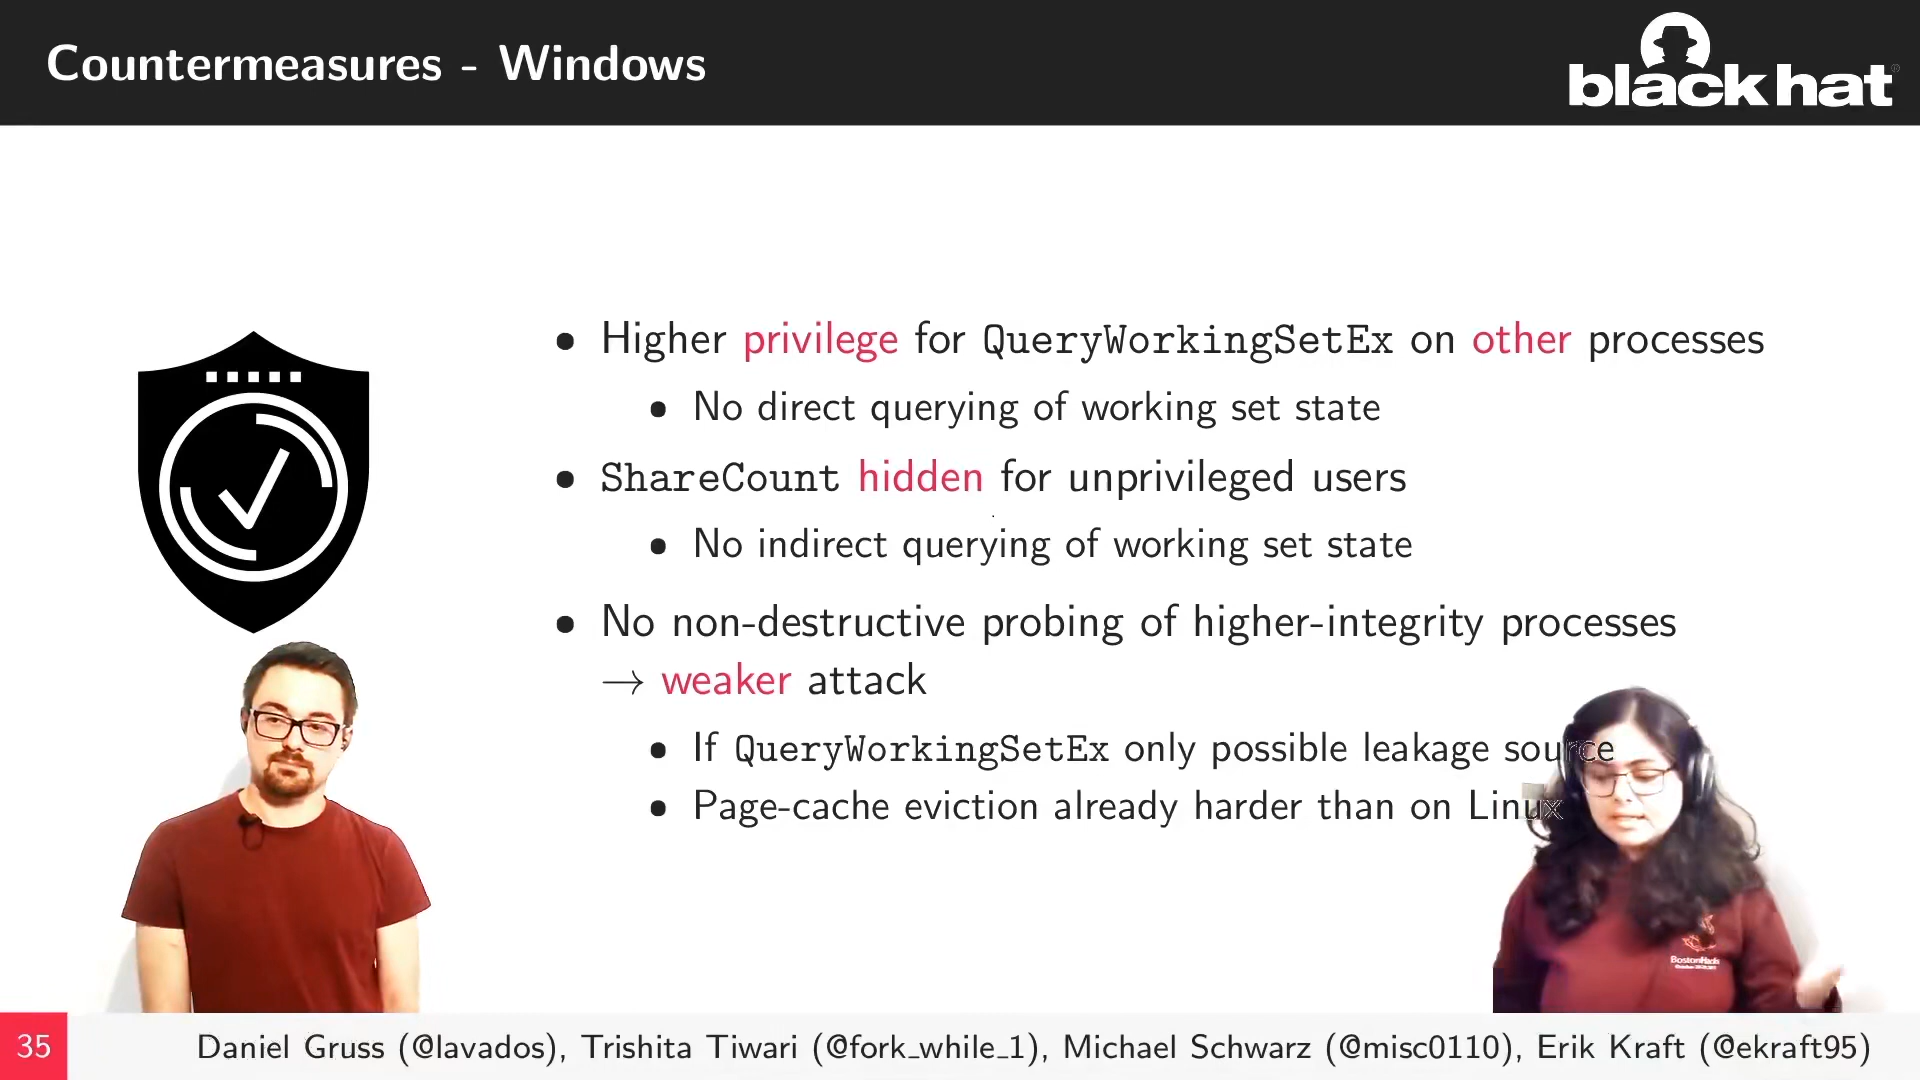 Countermeasures - Windows
black hat
• Higher privilege for QueryWorkingSetEx on other processes
• No direct querying of working set state
• ShareCount hidden for unprivileged users
• No indirect querying of working set state
• No non-destructive probing of higher-integrity processes
→ weaker attack
• If QueryWorkingSetEx only possible leakage source
• Page-cache eviction already harder than on Linux
BostonHacks
35
Daniel Gruss (@lavados), Trishita Tiwari (@fork_while_1), Michael Schwarz (@misc0110), Erik Kraft (@ekraft95)